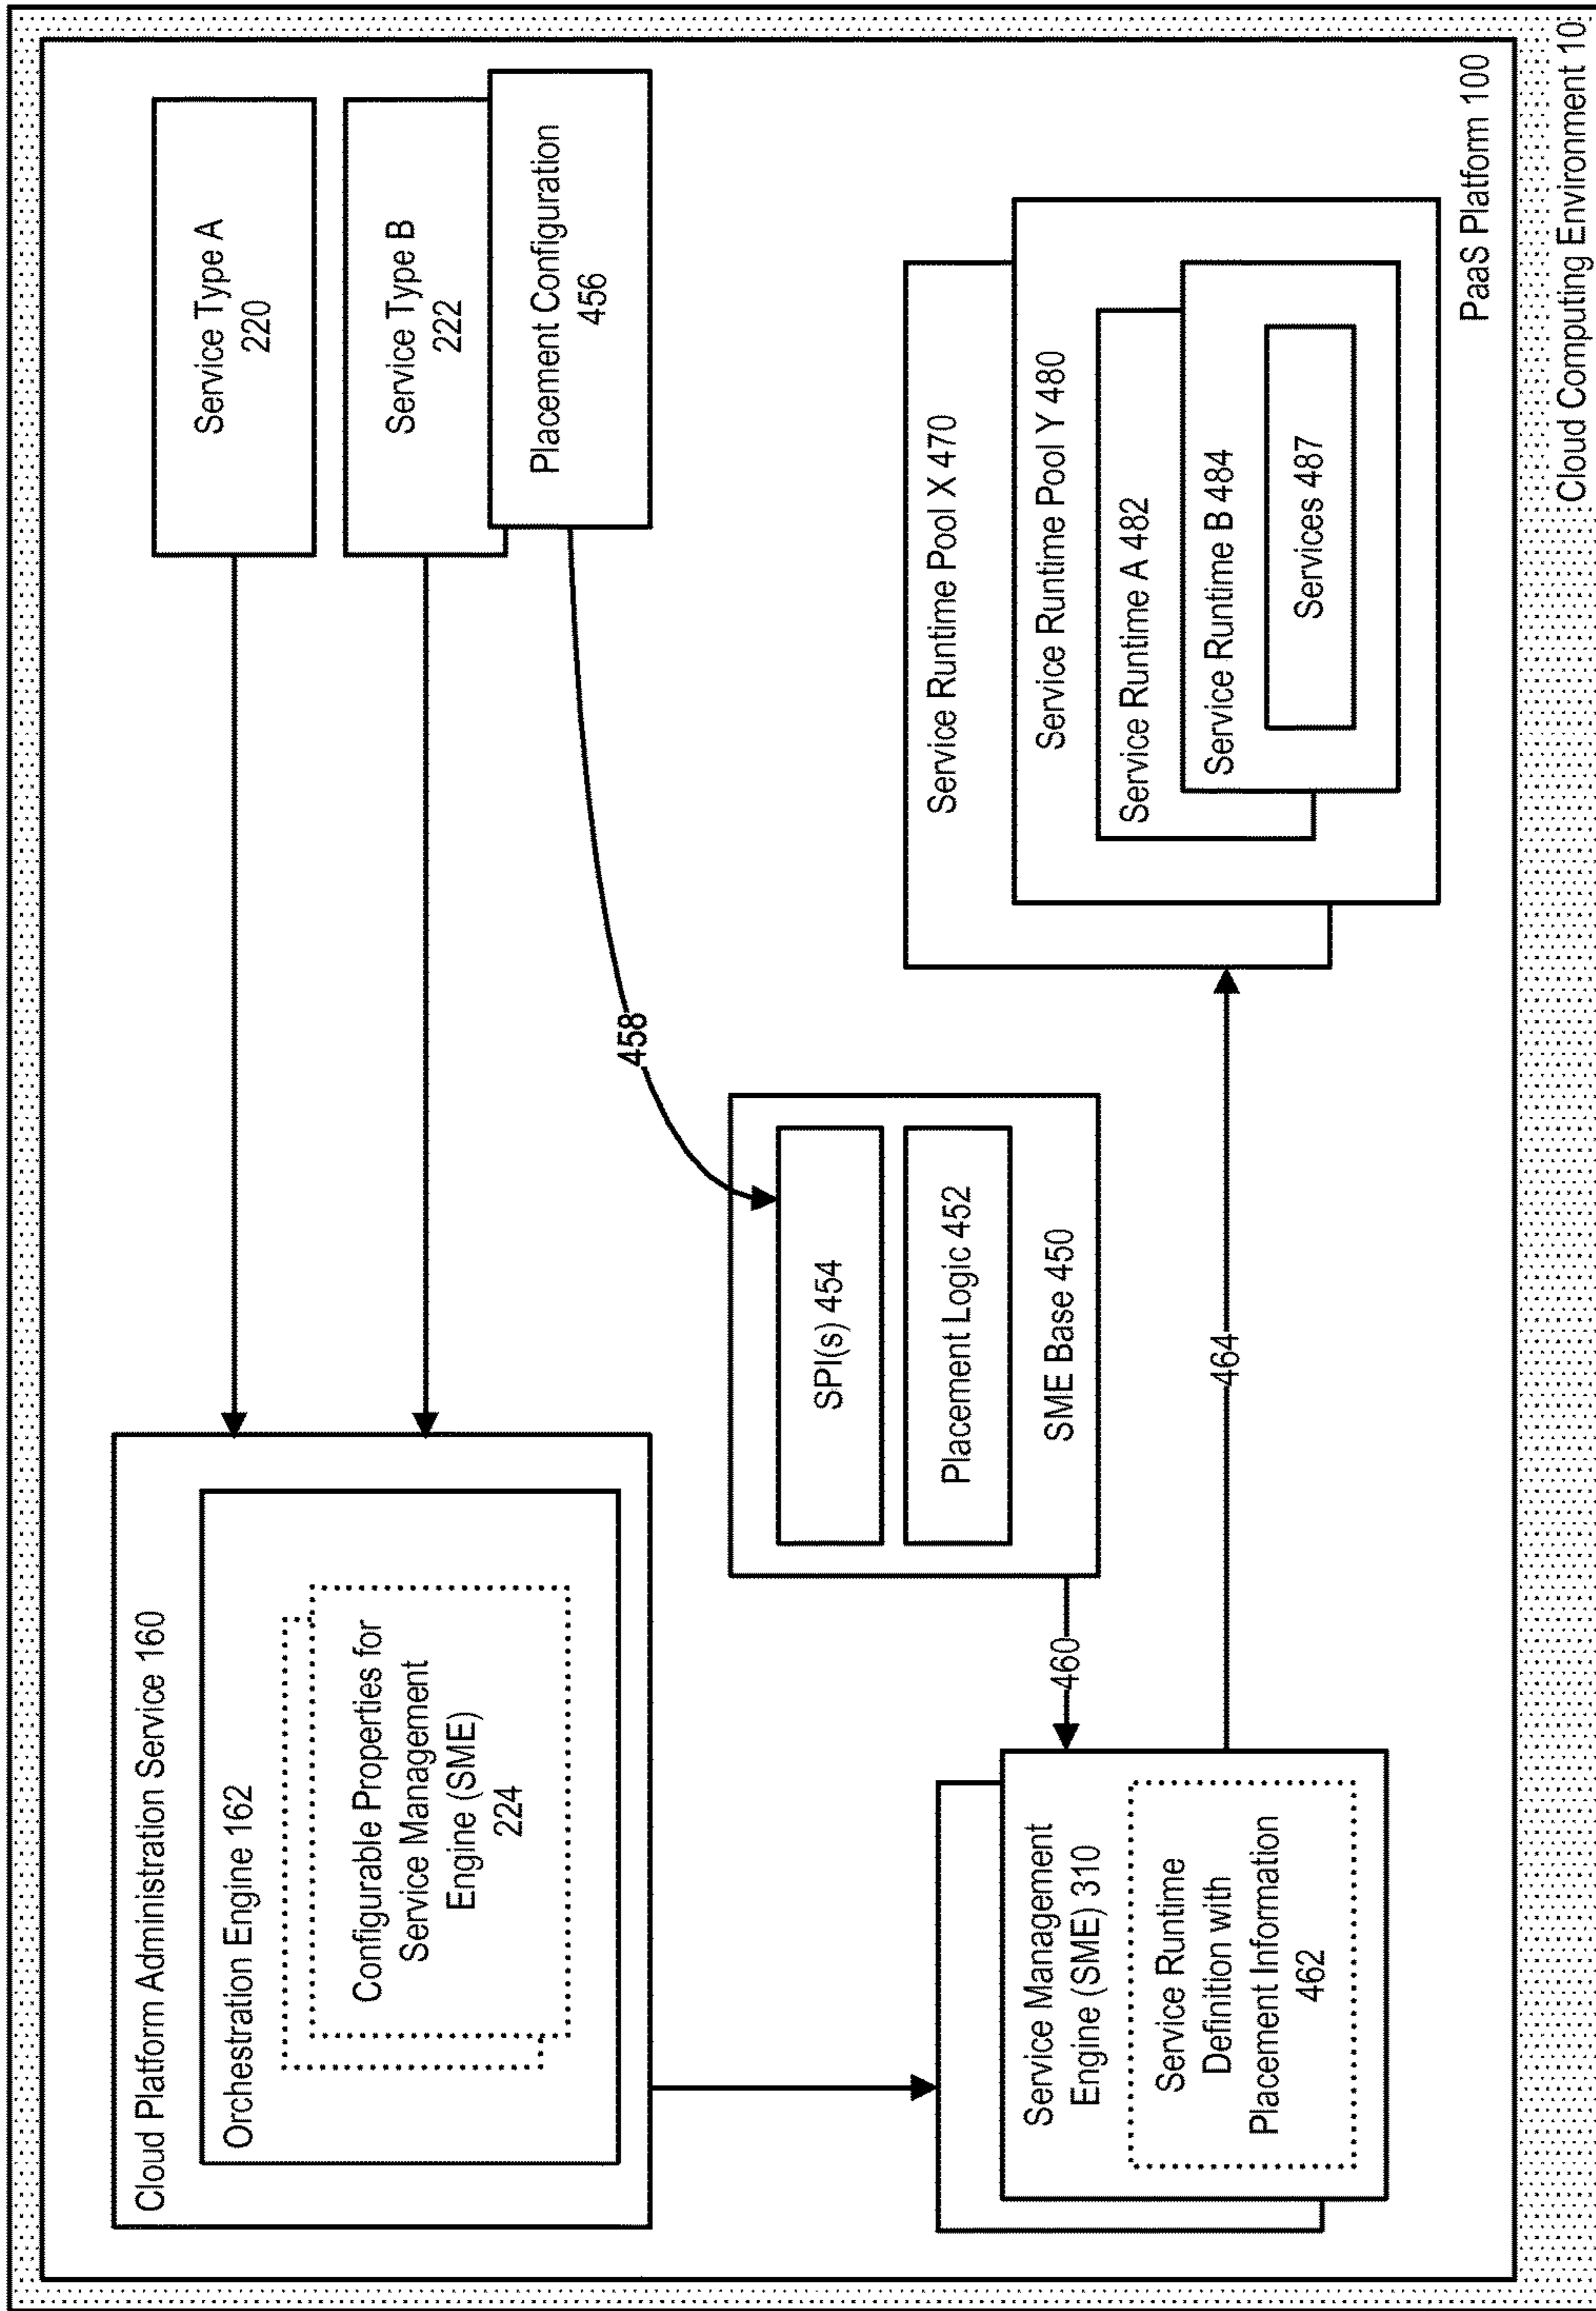 Cloud Platform Administration Service 160
Orchestration Engine 162
Configurable Properties for
Service Management
Engine (SME)
224
Service Type A
220
Service Type B
222
Placement Configuration
456
458
SPI(s) 454
Placement Logic 452
SME Base 450
460
Service Management
Engine (SME) 310
Service Runtime
Definition with
Placement Information
462
464
Service Runtime Pool X 470
Service Runtime Pool Y 480
Service Runtime A 482
Service Runtime B 484
Services 487
PaaS Platform 100
Cloud Computing Environment 10